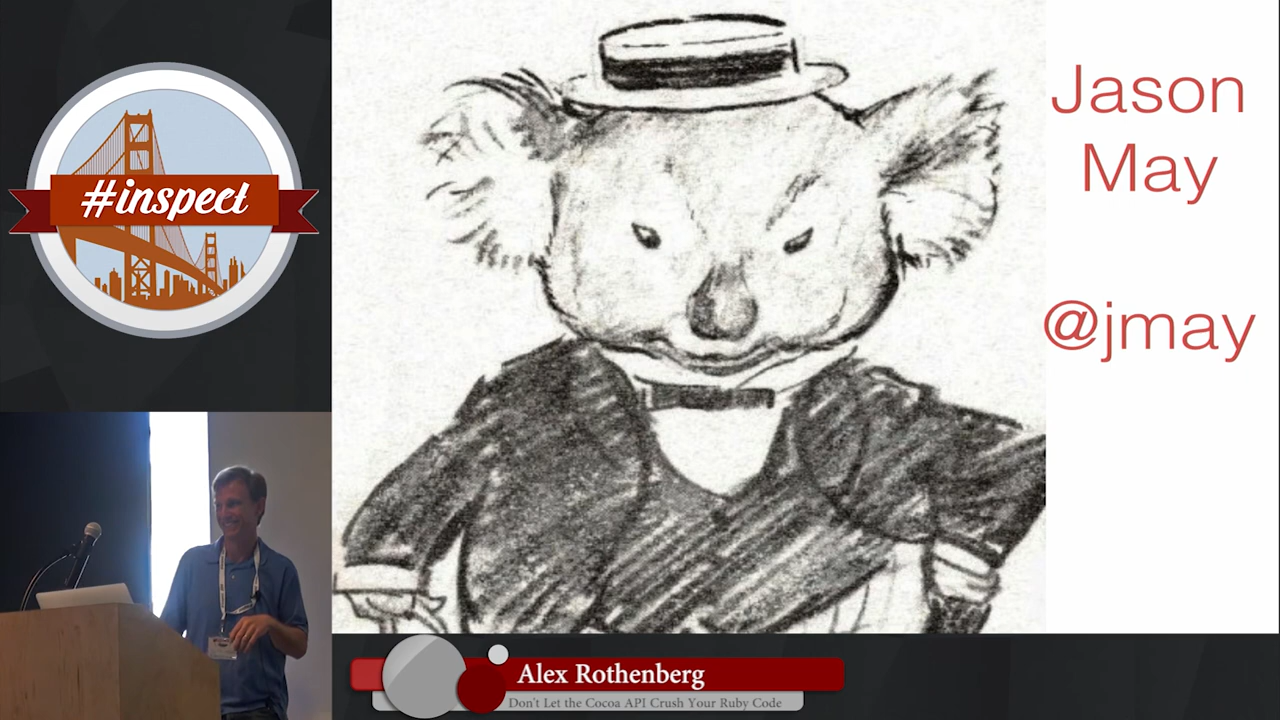 #inspect
Jason
May
@jmay
Alex Rothenberg
Don't Let the Cocoa API Crush Your Ruby Code